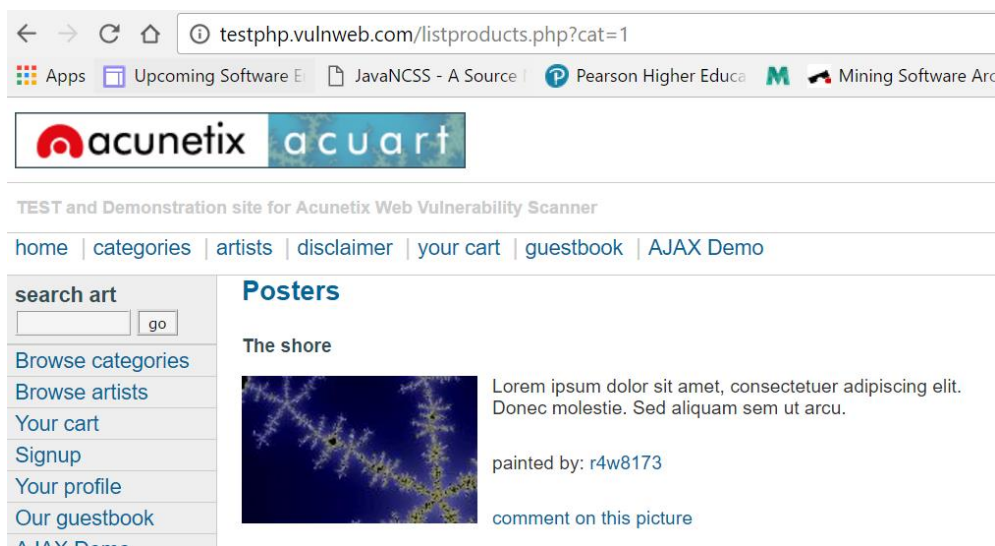 testphp.vulnweb.com/listproducts.php?cat=1
Apps Upcoming Software JavaNCSS - A Source Pearson Higher Educa Mining Software Arc
acunetix acuart
TEST and Demonstration site for Acunetix Web Vulnerability Scanner
home | categories | artists | disclaimer | your cart | guestbook | AJAX Demo
search art
go
Browse categories
Browse artists
Your cart
Signup
Your profile
Our guestbook
AJAX Demo
Posters
The shore
Lorem ipsum dolor sit amet, consectetuer adipiscing elit.
Donec molestie. Sed aliquam sem ut arcu.
painted by: r4w8173
comment on this picture